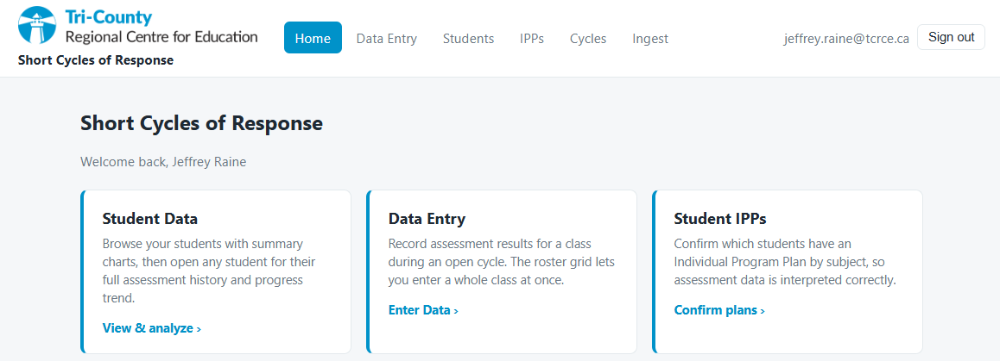 Tri-County
Regional Centre for Education
Short Cycles of Response
Home Data Entry Students IPPs Cycles Ingest
jeffrey.raine@tcrce.ca Sign out
Short Cycles of Response
Welcome back, Jeffrey Raine
Student Data
Browse your students with summary
charts, then open any student for their
full assessment history and progress
trend.
View & analyze ›
Data Entry
Record assessment results for a class
during an open cycle. The roster grid lets
you enter a whole class at once.
Enter Data ›
Student IPPs
Confirm which students have an
Individual Program Plan by subject, so
assessment data is interpreted correctly.
Confirm plans ›